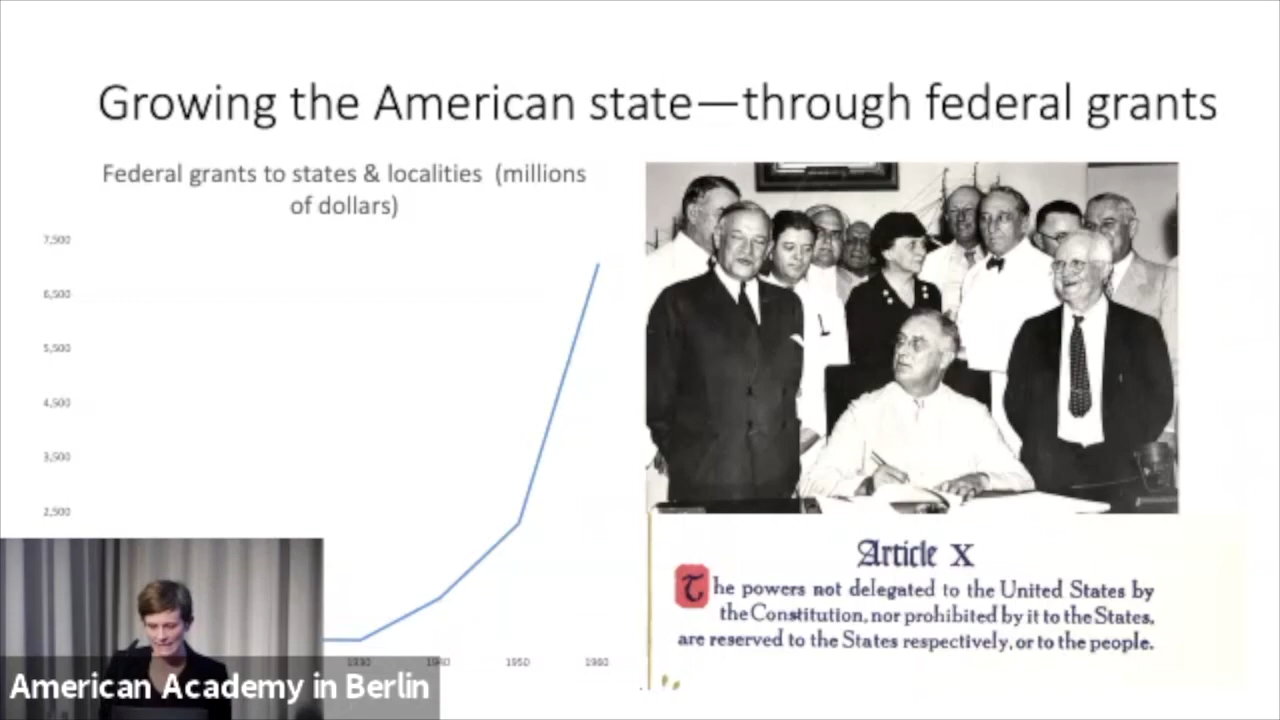 Growing the American state—through federal grants
Federal grants to states & localities (millions
of dollars)
7,500
6,500
5,500
4,500
3,500
2,500
1930
1940
1950
1960
Article X
The powers not delegated to the United States by
the Constitution, nor prohibited by it to the States,
are reserved to the States respectively, or to the people.
American Academy in Berlin